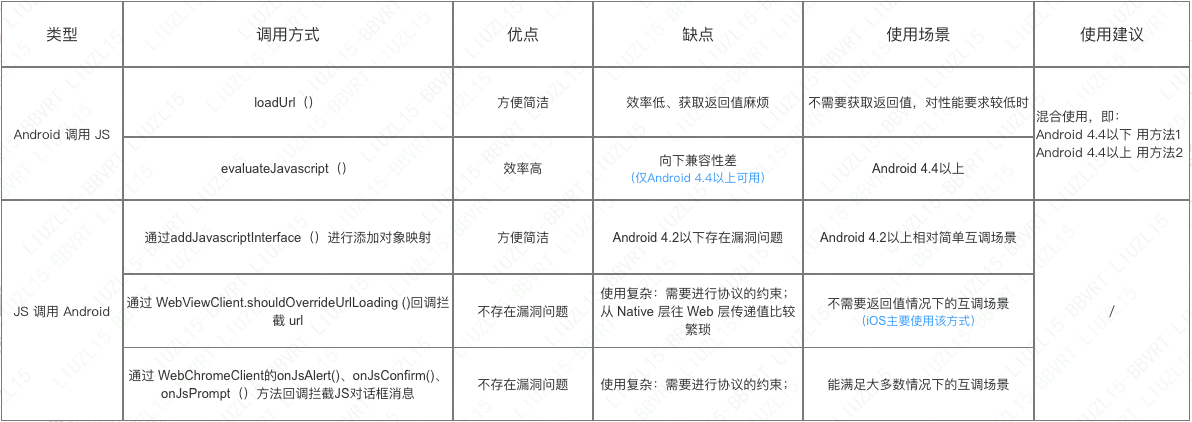 类型
调用方式
优点
缺点
使用场景
使用建议
Android 调用 JS
loadUrl（）
方便简洁
效率低、获取返回值麻烦
不需要获取返回值，对性能要求较低时
混合使用，即：
Android 4.4以下 用方法1
Android 4.4以上 用方法2
evaluateJavascript（）
效率高
向下兼容性差
（仅Android 4.4以上可用）
Android 4.4以上
JS 调用 Android
通过addJavascriptInterface（）进行添加对象映射
方便简洁
Android 4.2以下存在漏洞问题
Android 4.2以上相对简单互调场景
/
通过 WebViewClient.shouldOverrideUrlLoading ()回调拦
截 url
不存在漏洞问题
使用复杂：需要进行协议的约束；
从 Native 层往 Web 层传递值比较
繁琐
不需要返回值情况下的互调场景
（iOS主要使用该方式）
通过 WebChromeClient的onJsAlert()、onJsConfirm()、
onJsPrompt（）方法回调拦截JS对话框消息
不存在漏洞问题
使用复杂：需要进行协议的约束；
能满足大多数情况下的互调场景